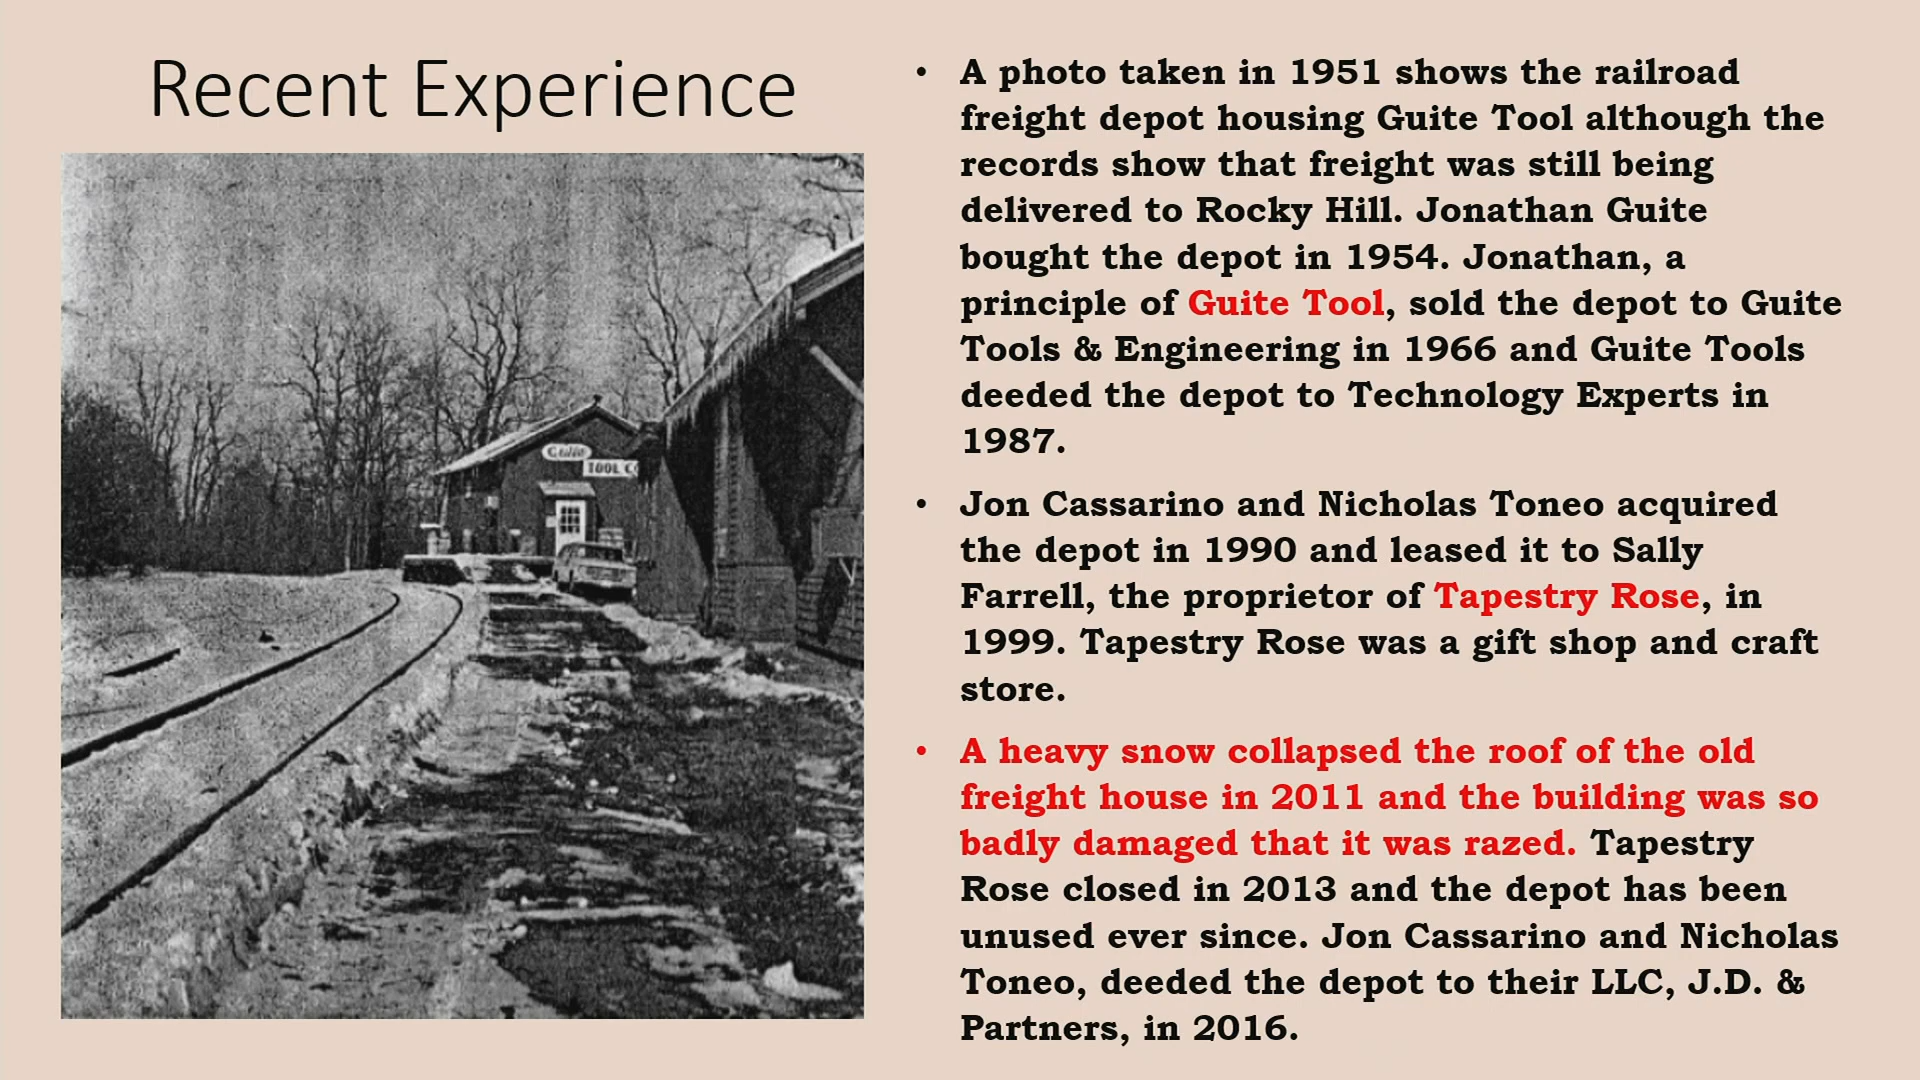 Recent Experience
• A photo taken in 1951 shows the railroad
freight depot housing Guite Tool although the
records show that freight was still being
delivered to Rocky Hill. Jonathan Guite
bought the depot in 1954. Jonathan, a
principle of Guite Tool, sold the depot to Guite
Tools & Engineering in 1966 and Guite Tools
deeded the depot to Technology Experts in
1987.
• Jon Cassarino and Nicholas Toneo acquired
the depot in 1990 and leased it to Sally
Farrell, the proprietor of Tapestry Rose, in
1999. Tapestry Rose was a gift shop and craft
store.
• A heavy snow collapsed the roof of the old
freight house in 2011 and the building was so
badly damaged that it was razed. Tapestry
Rose closed in 2013 and the depot has been
unused ever since. Jon Cassarino and Nicholas
Toneo, deeded the depot to their LLC, J.D. &
Partners, in 2016.
Guite
TOOL C